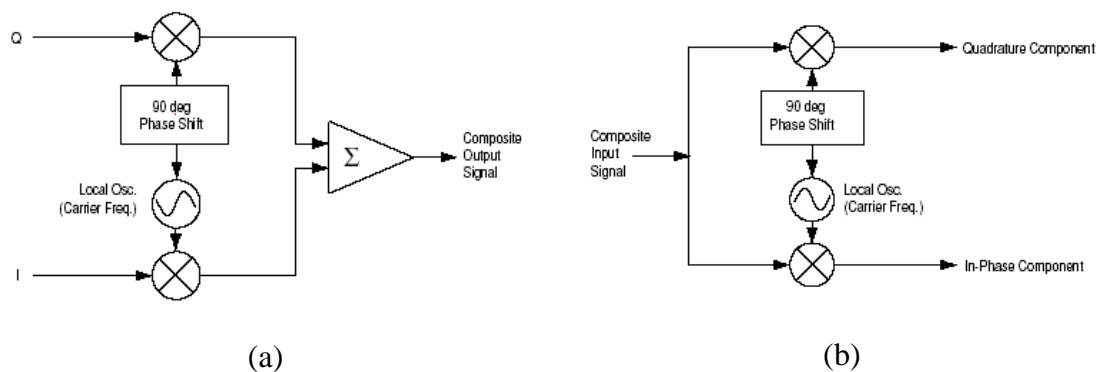 Q
90 deg
Phase Shift
Local Osc.
(Carrier Freq.)
I
Σ
Composite
Output
Signal
(a)
Composite
Input
Signal
90 deg
Phase Shift
Local Osc.
(Carrier Freq.)
Quadrature Component
In-Phase Component
(b)